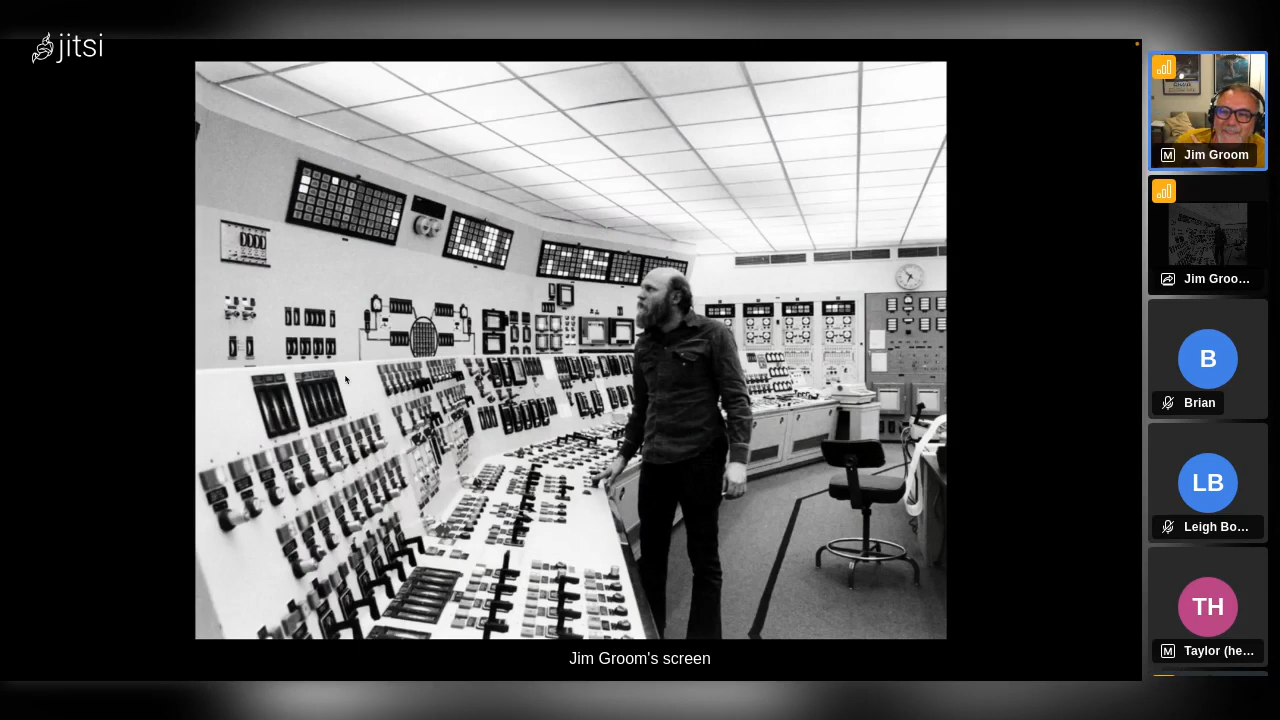 jitsi
Jim Groom
Jim Groo...
B
Brian
LB
Leigh Bo...
TH
Taylor (he...
Jim Groom's screen